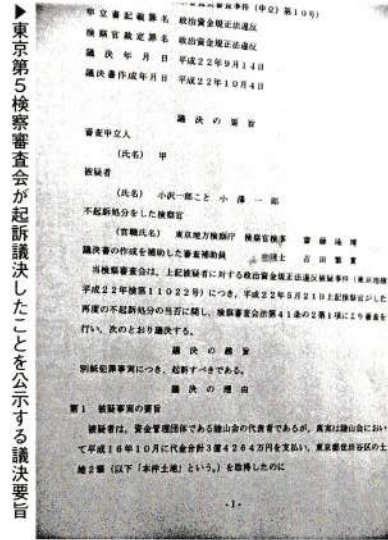 ▶東京第5検察審査会が起訴議決したことを公示する議決要旨
申立審記載罪名 政治資金規正法違反
検察官裁定罪名 政治資金規正法違反
議決年月日 平成22年9月14日
議決書作成年月日 平成22年10月4日
議決の要旨
審査申立人
(氏名) 甲
被疑者
(氏名) 小沢一郎こと 小澤一郎
不起訴処分をした検察官
(官職氏名) 東京地方検察庁 検察官検事 齋藤隆博
議決書の作成を補助した審査補助員 弁護士 吉田繁實
当検察審査会は,上記被疑者に対する政治資金規正法違反被疑事件(東京地検
平成22年検第11022号)につき,平成22年5月21日上記検察官がした
再度の不起訴処分の当否に関し,検察審査会法第41条の2第1項により審査を
行い,次のとおり議決する。
議決の趣旨
別紙犯罪事実につき,起訴すべきである。
議決の理由
第1 被疑事実の要旨
被疑者は,資金管理団体である陸山会の代表者であるが,真実は陸山会におい
て平成16年10月に代金合計3億4264万円を支払い,東京都世田谷区の土
地2筆(以下「本件土地」という。)を取得したのに
-1-